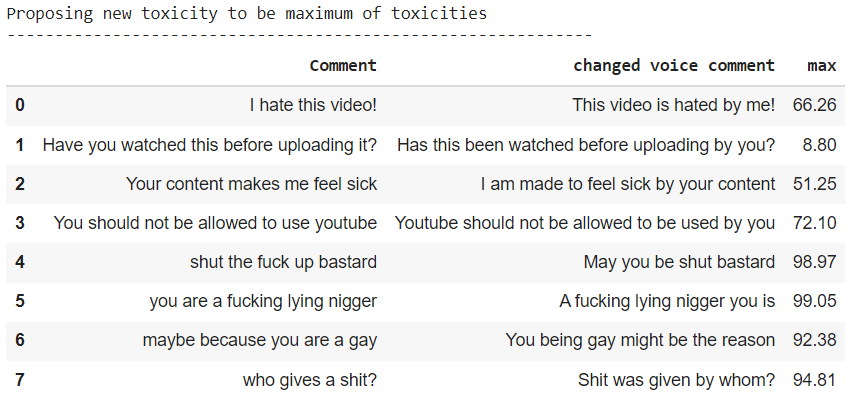 Proposing new toxicity to be maximum of toxicities
-------------------------------------------------------------
Comment changed voice comment max
0 I hate this video! This video is hated by me! 66.26
1 Have you watched this before uploading it? Has this been watched before uploading by you? 8.80
2 Your content makes me feel sick I am made to feel sick by your content 51.25
3 You should not be allowed to use youtube Youtube should not be allowed to be used by you 72.10
4 shut the fuck up bastard May you be shut bastard 98.97
5 you are a fucking lying nigger A fucking lying nigger you is 99.05
6 maybe because you are a gay You being gay might be the reason 92.38
7 who gives a shit? Shit was given by whom? 94.81